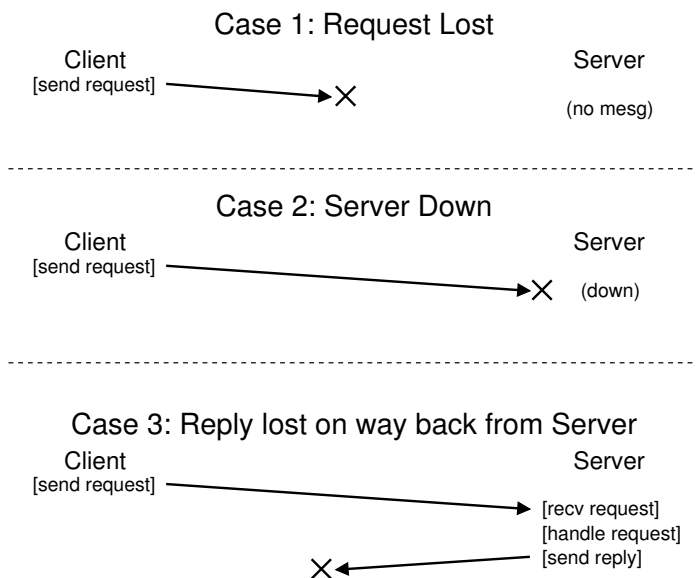 Case 1: Request Lost
Client Server
[send request]
(no mesg)
Case 2: Server Down
Client Server
[send request]
(down)
Case 3: Reply lost on way back from Server
Client Server
[send request]
[recv request]
[handle request]
[send reply]